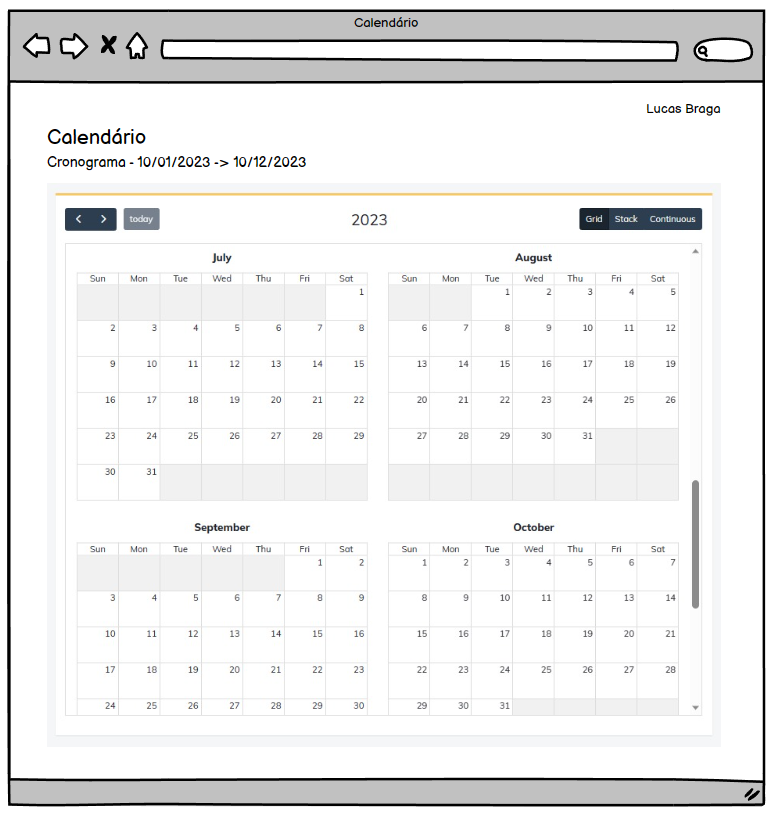 Calendário
Lucas Braga
Calendário
Cronograma - 10/01/2023 -> 10/12/2023
today 2023 Grid Stack Continuous
July
Sun Mon Tue Wed Thu Fri Sat
1
2 3 4 5 6 7 8
9 10 11 12 13 14 15
16 17 18 19 20 21 22
23 24 25 26 27 28 29
30 31
August
Sun Mon Tue Wed Thu Fri Sat
1 2 3 4 5
6 7 8 9 10 11 12
13 14 15 16 17 18 19
20 21 22 23 24 25 26
27 28 29 30 31
September
Sun Mon Tue Wed Thu Fri Sat
1 2
3 4 5 6 7 8 9
10 11 12 13 14 15 16
17 18 19 20 21 22 23
24 25 26 27 28 29 30
October
Sun Mon Tue Wed Thu Fri Sat
1 2 3 4 5 6 7
8 9 10 11 12 13 14
15 16 17 18 19 20 21
22 23 24 25 26 27 28
29 30 31